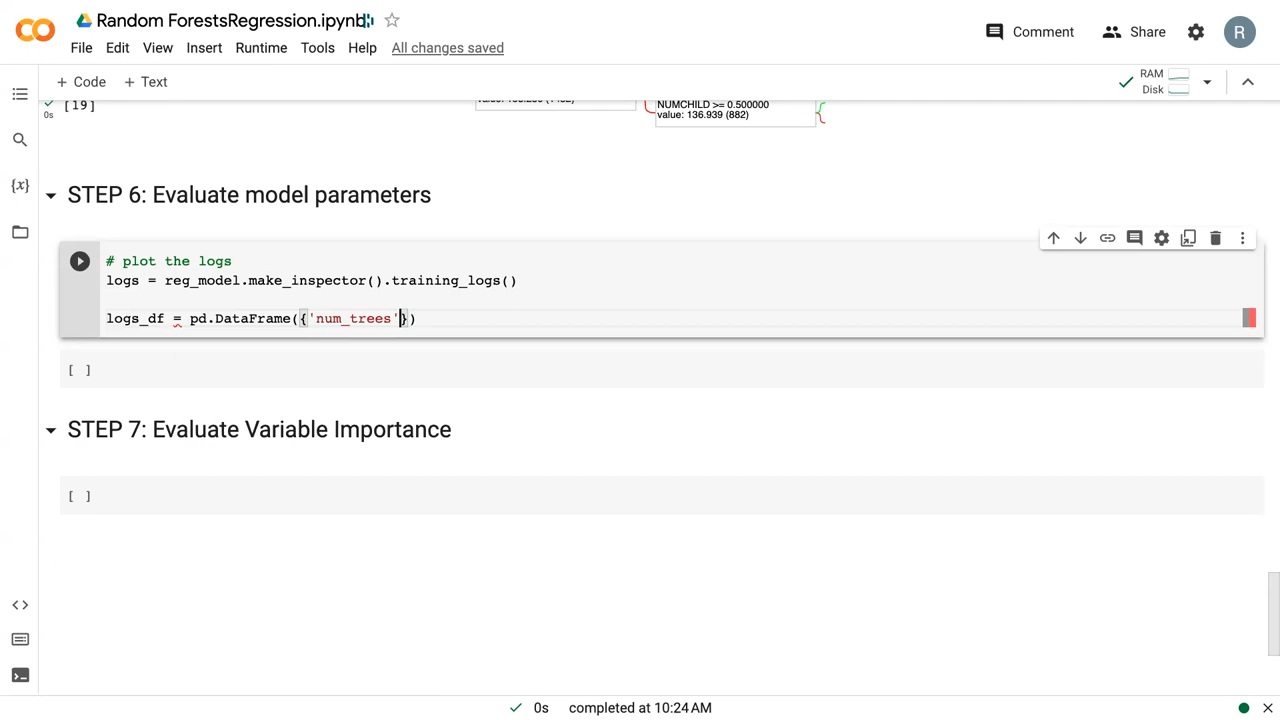 Random ForestsRegression.ipynb
File Edit View Insert Runtime Tools Help All changes saved
Comment Share R
+ Code + Text
RAM
Disk
[19]
0s
NUMCHILD >= 0.500000
value: 136.939 (882)
STEP 6: Evaluate model parameters
# plot the logs
logs = reg_model.make_inspector().training_logs()
logs_df = pd.DataFrame({'num_trees'})
[ ]
STEP 7: Evaluate Variable Importance
[ ]
{x}
0s completed at 10:24 AM